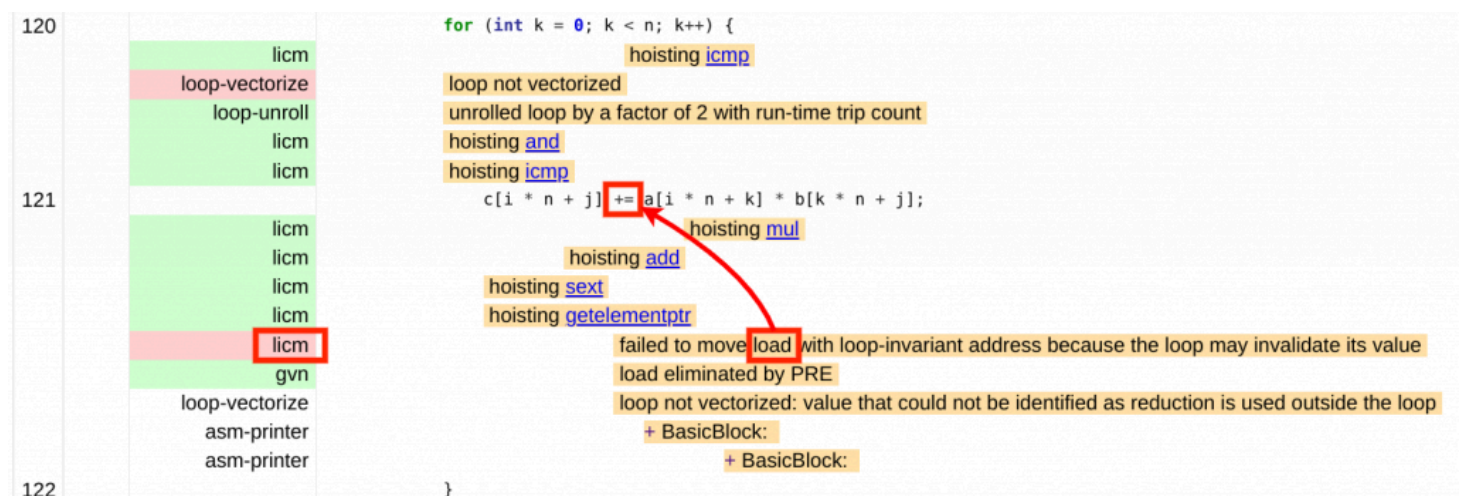 120 for (int k = 0; k < n; k++) {
licm hoisting icmp
loop-vectorize loop not vectorized
loop-unroll unrolled loop by a factor of 2 with run-time trip count
licm hoisting and
licm hoisting icmp
121 c[i * n + j] += a[i * n + k] * b[k * n + j];
licm hoisting mul
licm hoisting add
licm hoisting sext
licm hoisting getelementptr
licm failed to move load with loop-invariant address because the loop may invalidate its value
gvn load eliminated by PRE
loop-vectorize loop not vectorized: value that could not be identified as reduction is used outside the loop
asm-printer + BasicBlock:
asm-printer + BasicBlock:
122 }